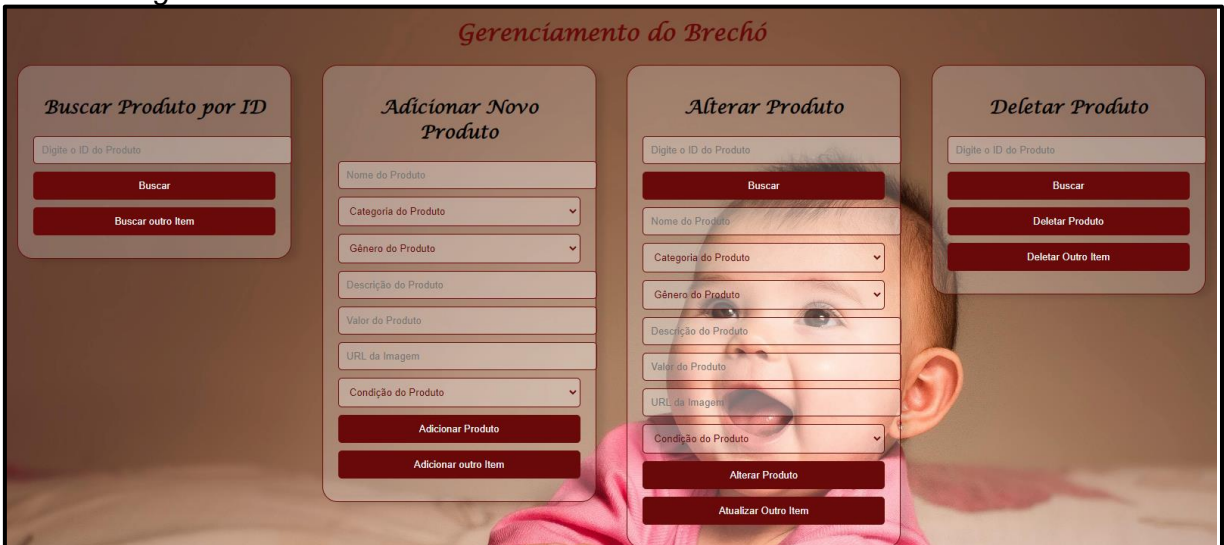 Gerenciamento do Brechó
Buscar Produto por ID
Digite o ID do Produto
Buscar
Buscar outro Item
Adicionar Novo
Produto
Nome do Produto
Categoria do Produto
Gênero do Produto
Descrição do Produto
Valor do Produto
URL da Imagem
Condição do Produto
Adicionar Produto
Adicionar outro Item
Alterar Produto
Digite o ID do Produto
Buscar
Nome do Produto
Categoria do Produto
Gênero do Produto
Descrição do Produto
Valor do Produto
URL da Imagem
Condição do Produto
Alterar Produto
Atualizar Outro Item
Deletar Produto
Digite o ID do Produto
Buscar
Deletar Produto
Deletar Outro Item